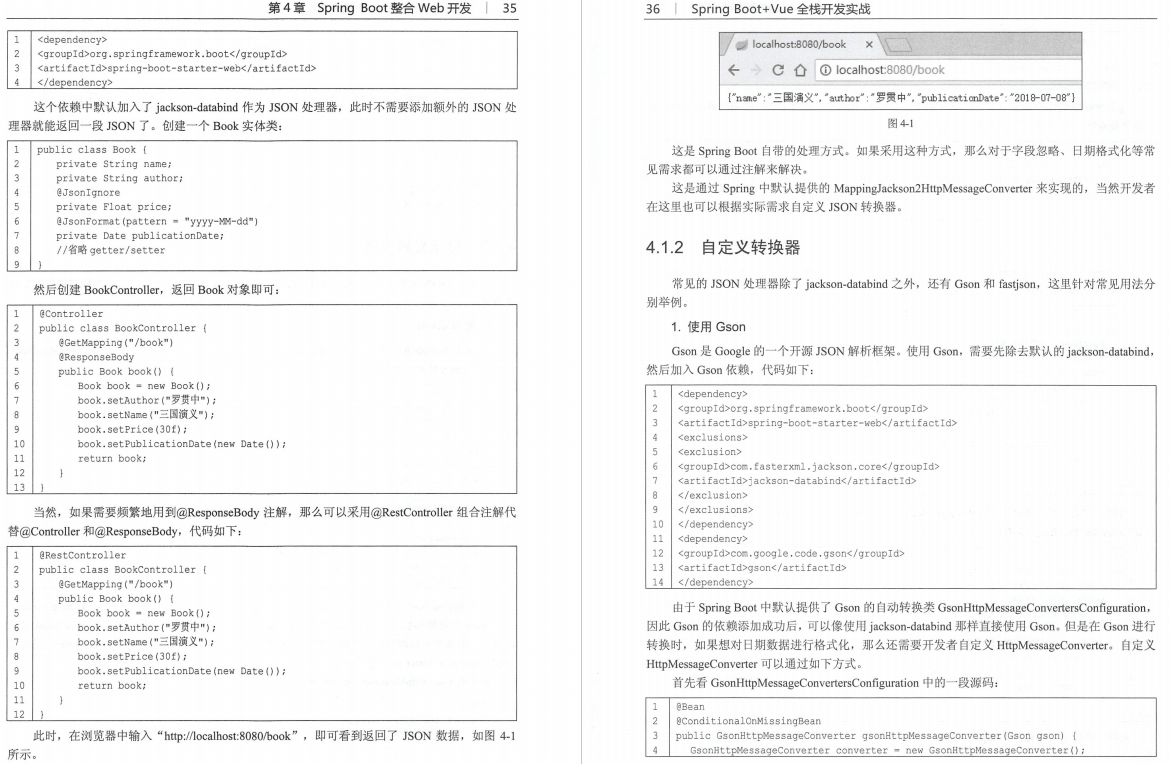 第 4 章 Spring Boot 整合 Web 开发 | 35
1 <dependency>
2 <groupId>org.springframework.boot</groupId>
3 <artifactId>spring-boot-starter-web</artifactId>
4 </dependency>
这个依赖中默认加入了 jackson-databind 作为 JSON 处理器，此时不需要添加额外的 JSON 处
理器就能返回一段 JSON 了。创建一个 Book 实体类：
1 public class Book {
2 private String name;
3 private String author;
4 @JsonIgnore
5 private Float price;
6 @JsonFormat(pattern = "yyyy-MM-dd")
7 private Date publicationDate;
8 //省略 getter/setter
9 }
然后创建 BookController，返回 Book 对象即可：
1 @Controller
2 public class BookController {
3 @GetMapping("/book")
4 @ResponseBody
5 public Book book() {
6 Book book = new Book();
7 book.setAuthor("罗贯中");
8 book.setName("三国演义");
9 book.setPrice(30f);
10 book.setPublicationDate(new Date());
11 return book;
12 }
13 }
当然，如果需要频繁地用到@ResponseBody 注解，那么可以采用@RestController 组合注解代
替@Controller 和@ResponseBody，代码如下：
1 @RestController
2 public class BookController {
3 @GetMapping("/book")
4 public Book book() {
5 Book book = new Book();
6 book.setAuthor("罗贯中");
7 book.setName("三国演义");
8 book.setPrice(30f);
9 book.setPublicationDate(new Date());
10 return book;
11 }
12 }
此时，在浏览器中输入“http://localhost:8080/book”，即可看到返回了 JSON 数据，如图 4-1
所示。
36 | Spring Boot+Vue 全栈开发实战
localhost:8080/book ×
localhost:8080/book
{"name":"三国演义","author":"罗贯中","publicationDate":"2018-07-08"}
图 4-1
这是 Spring Boot 自带的处理方式。如果采用这种方式，那么对于字段忽略、日期格式化等常
见需求都可以通过注解来解决。
这是通过 Spring 中默认提供的 MappingJackson2HttpMessageConverter 来实现的，当然开发者
在这里也可以根据实际需求自定义 JSON 转换器。
4.1.2 自定义转换器
常见的 JSON 处理器除了 jackson-databind 之外，还有 Gson 和 fastjson，这里针对常见用法分
别举例。
1. 使用 Gson
Gson 是 Google 的一个开源 JSON 解析框架。使用 Gson，需要先除去默认的 jackson-databind，
然后加入 Gson 依赖，代码如下：
1 <dependency>
2 <groupId>org.springframework.boot</groupId>
3 <artifactId>spring-boot-starter-web</artifactId>
4 <exclusions>
5 <exclusion>
6 <groupId>com.fasterxml.jackson.core</groupId>
7 <artifactId>jackson-databind</artifactId>
8 </exclusion>
9 </exclusions>
10 </dependency>
11 <dependency>
12 <groupId>com.google.code.gson</groupId>
13 <artifactId>gson</artifactId>
14 </dependency>
由于 Spring Boot 中默认提供了 Gson 的自动转换类 GsonHttpMessageConvertersConfiguration，
因此 Gson 的依赖添加成功后，可以像使用 jackson-databind 那样直接使用 Gson。但是在 Gson 进行
转换时，如果想对日期数据进行格式化，那么还需要开发者自定义 HttpMessageConverter。自定义
HttpMessageConverter 可以通过如下方式。
首先看 GsonHttpMessageConvertersConfiguration 中的一段源码：
1 @Bean
2 @ConditionalOnMissingBean
3 public GsonHttpMessageConverter gsonHttpMessageConverter(Gson gson) {
4 GsonHttpMessageConverter converter = new GsonHttpMessageConverter();